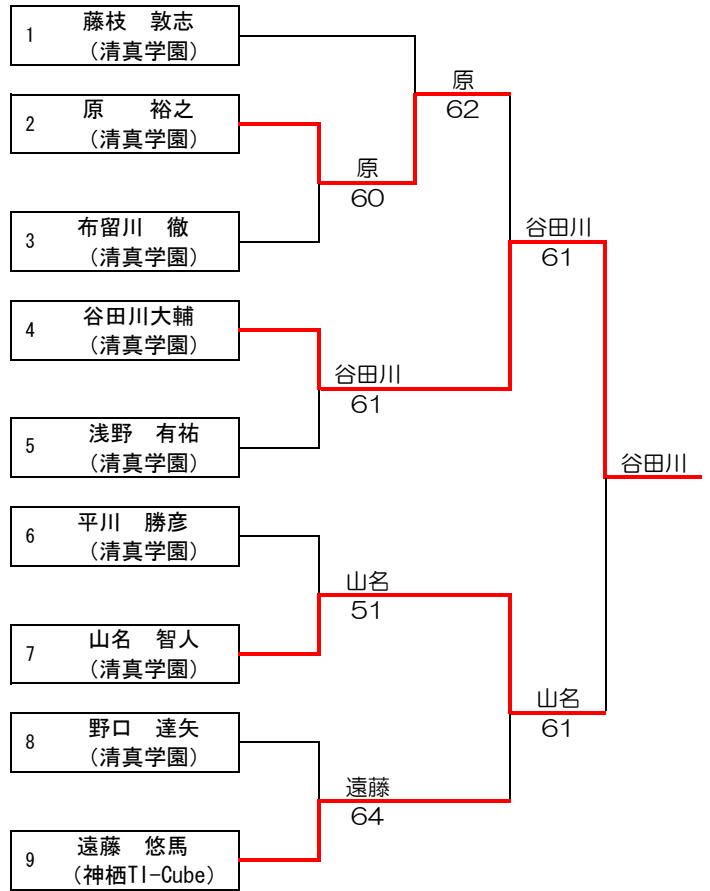 1
藤枝　敦志
（清真学園）
2
原　　裕之
（清真学園）
3
布留川　徹
（清真学園）
4
谷田川大輔
（清真学園）
5
浅野　有祐
（清真学園）
6
平川　勝彦
（清真学園）
7
山名　智人
（清真学園）
8
野口　達矢
（清真学園）
9
遠藤　悠馬
（神栖TI-Cube）
原
60
谷田川
61
山名
51
遠藤
64
原
62
谷田川
61
山名
61
谷田川